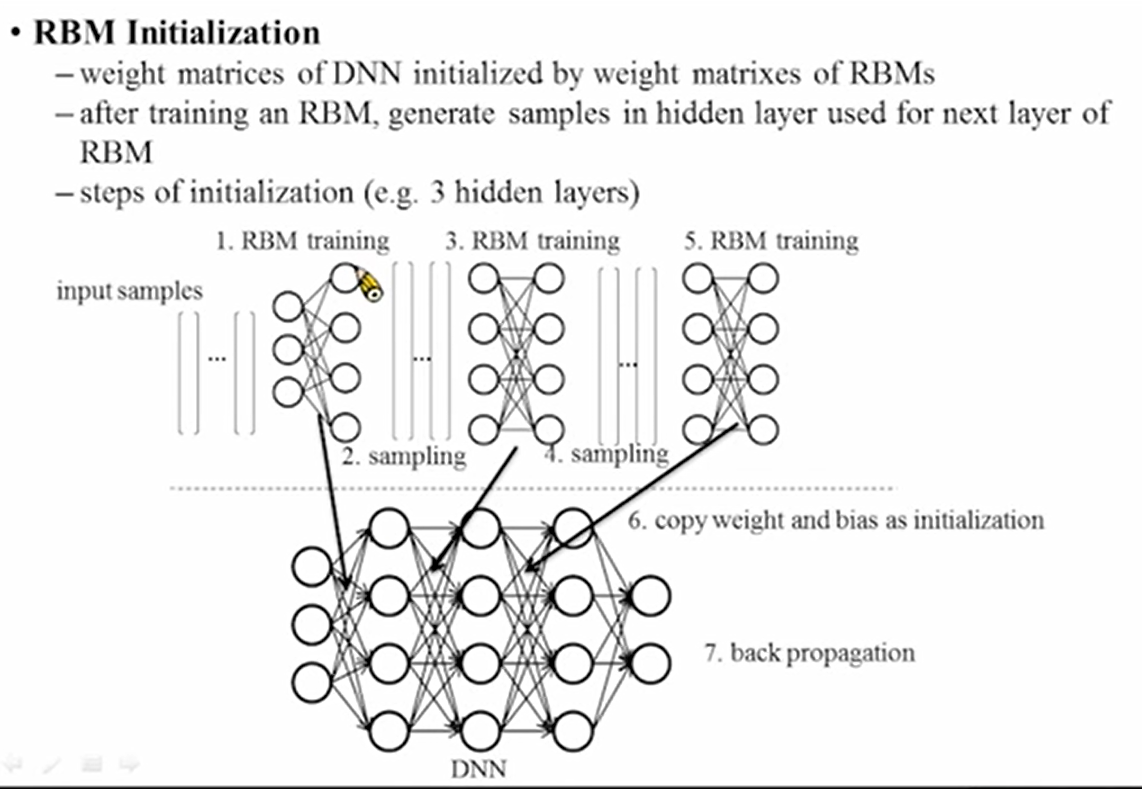 • RBM Initialization
– weight matrices of DNN initialized by weight matrixes of RBMs
– after training an RBM, generate samples in hidden layer used for next layer of
RBM
– steps of initialization (e.g. 3 hidden layers)
1. RBM training
3. RBM training
5. RBM training
input samples
...
...
...
2. sampling
4. sampling
6. copy weight and bias as initialization
7. back propagation
DNN